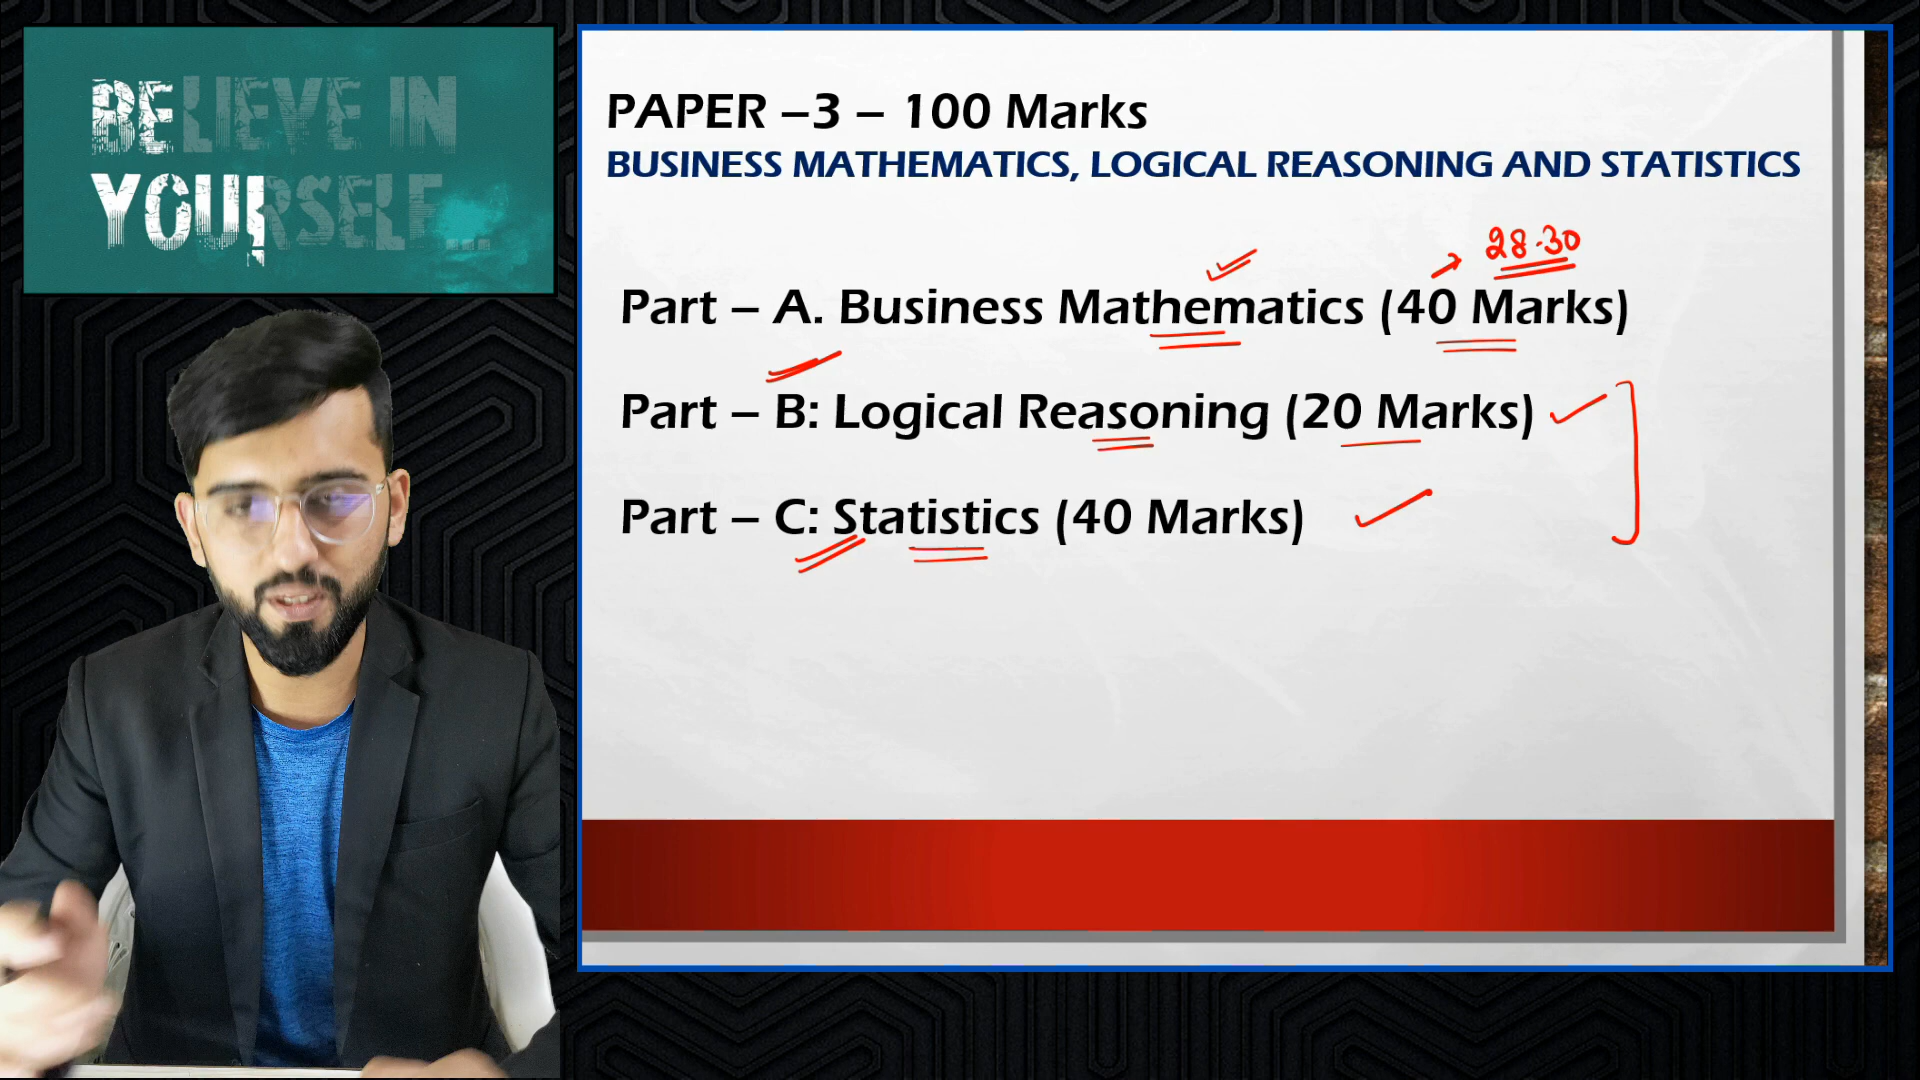 BELIEVE IN
YOURSELF...
PAPER –3 – 100 Marks
BUSINESS MATHEMATICS, LOGICAL REASONING AND STATISTICS
28-30
Part – A. Business Mathematics (40 Marks)
Part – B: Logical Reasoning (20 Marks)
Part – C: Statistics (40 Marks)